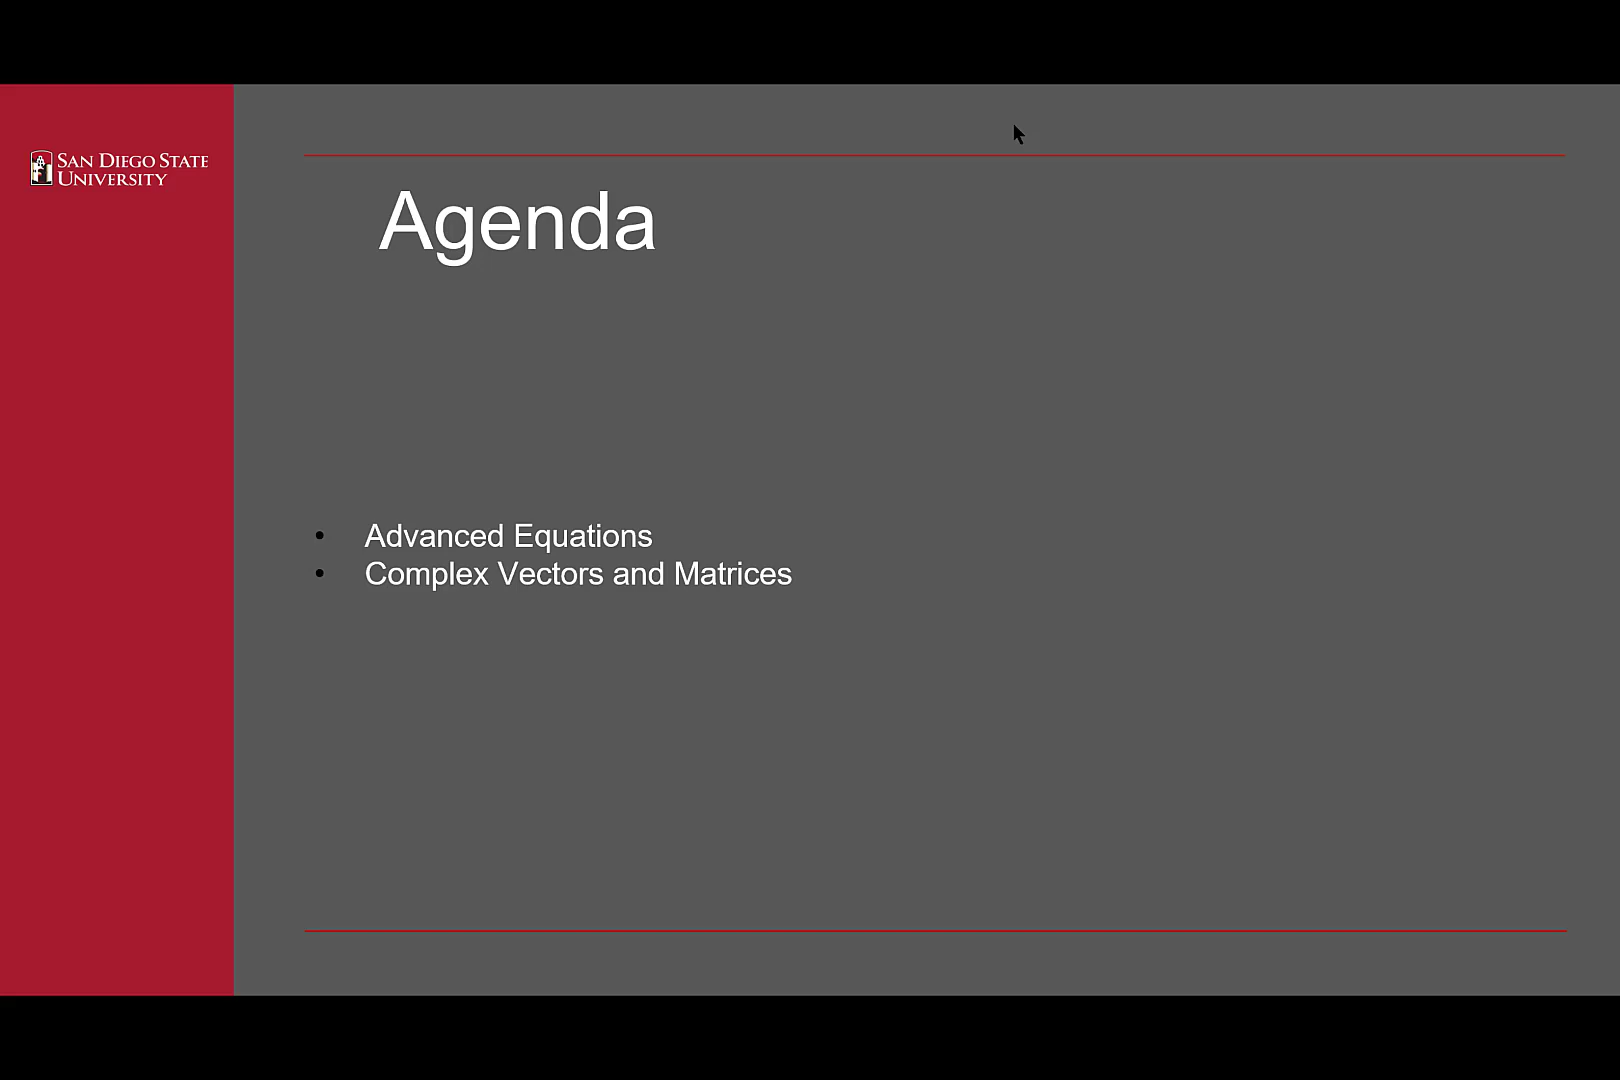 SAN DIEGO STATE
UNIVERSITY
Agenda
• Advanced Equations
• Complex Vectors and Matrices